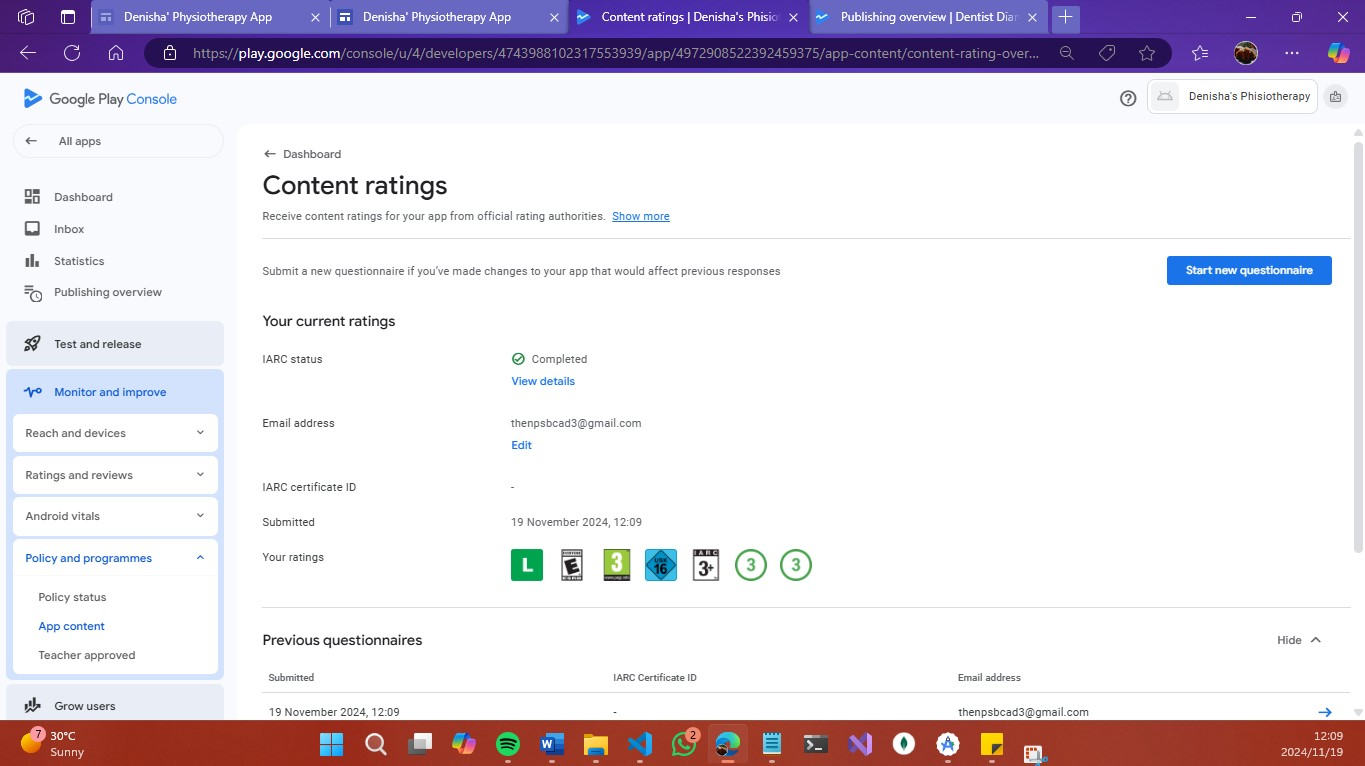 Denisha' Physiotherapy App
Denisha' Physiotherapy App
Content ratings | Denisha's Phisio
Publishing overview | Dentist Diar
https://play.google.com/console/u/4/developers/4743988102317553939/app/4972908522392459375/app-content/content-rating-over...
Google Play Console
Denisha's Phisiotherapy
All apps
Dashboard
Inbox
Statistics
Publishing overview
Test and release
Monitor and improve
Reach and devices
Ratings and reviews
Android vitals
Policy and programmes
Policy status
App content
Teacher approved
Grow users
Dashboard
Content ratings
Receive content ratings for your app from official rating authorities. Show more
Submit a new questionnaire if you've made changes to your app that would affect previous responses
Start new questionnaire
Your current ratings
IARC status
Completed
View details
Email address
thenpsbcad3@gmail.com
Edit
IARC certificate ID
-
Submitted
19 November 2024, 12:09
Your ratings
L
EVERYONE
E
3
USK
16
IARC
3+
3
3
Previous questionnaires
Hide
Submitted IARC Certificate ID Email address
19 November 2024, 12:09 - thenpsbcad3@gmail.com
7
30°C
Sunny
2
12:09
2024/11/19